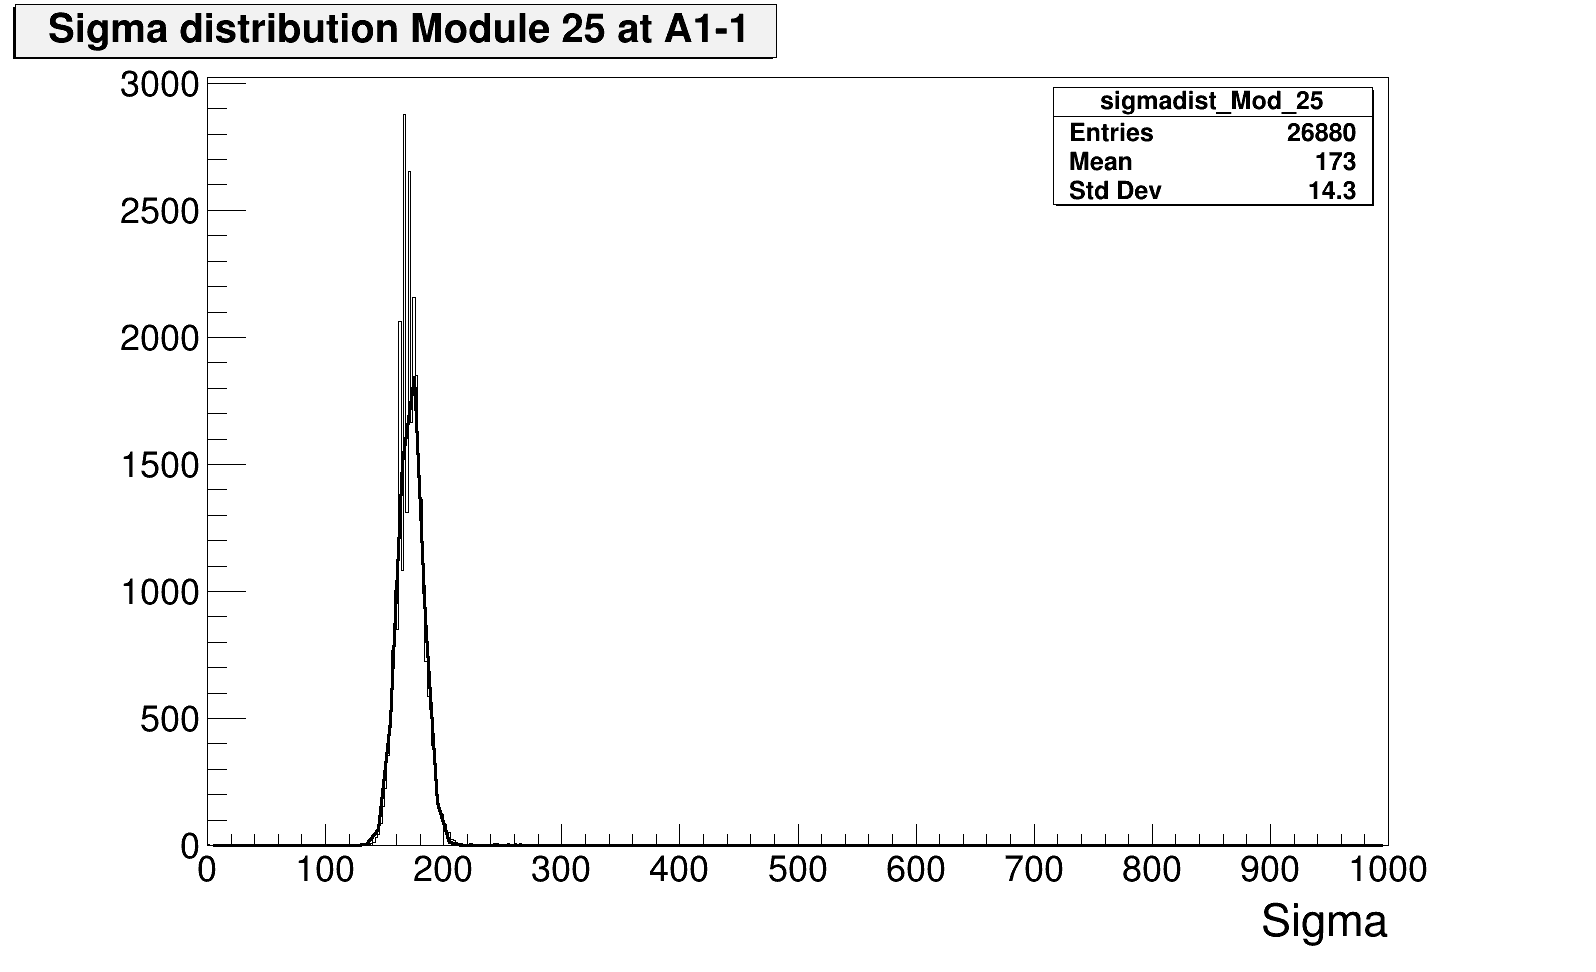 Sigma distribution Module 25 at A1-1
sigmadist_Mod_25
Entries 26880
Mean 173
Std Dev 14.3
3000
2500
2000
1500
1000
500
0
0 100 200 300 400 500 600 700 800 900 1000
Sigma